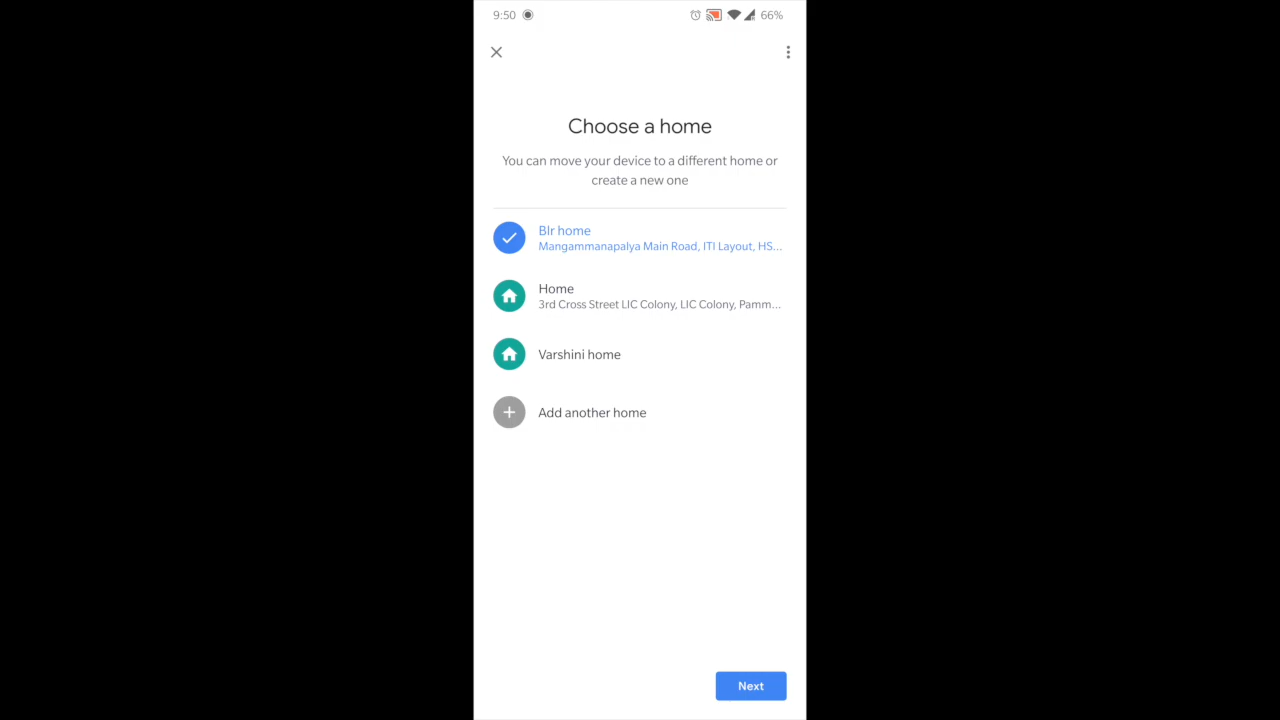 9:50 66%
Choose a home
You can move your device to a different home or
create a new one
Blr home
Mangammanapalya Main Road, ITI Layout, HS...
Home
3rd Cross Street LIC Colony, LIC Colony, Pamm...
Varshini home
Add another home
Next